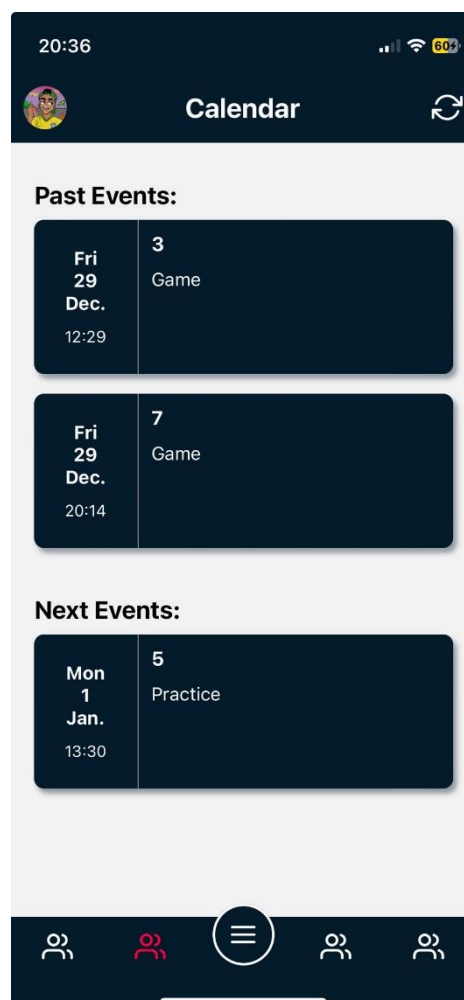 20:36
60
Calendar
Past Events:
Fri
29
Dec.
12:29
3
Game
Fri
29
Dec.
20:14
7
Game
Next Events:
Mon
1
Jan.
13:30
5
Practice